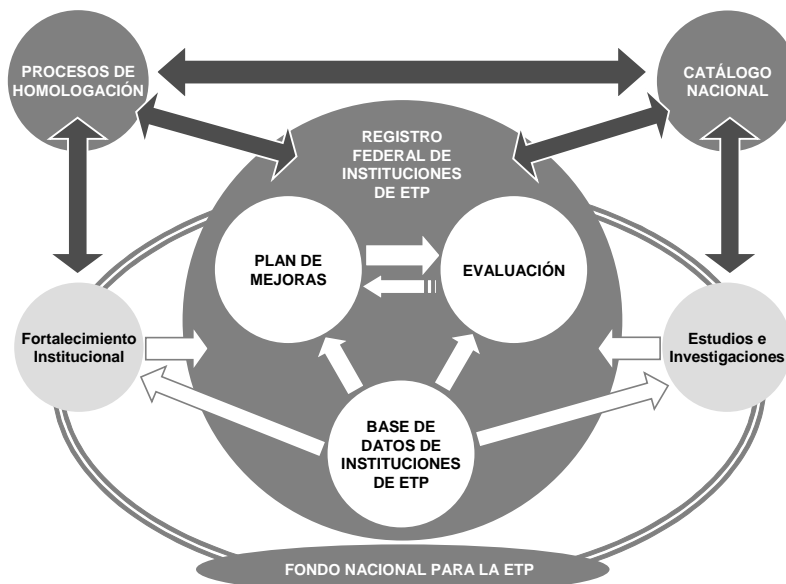 PROCESOS DE
HOMOLOGACIÓN
CATÁLOGO
NACIONAL
REGISTRO
FEDERAL DE
INSTITUCIONES
DE ETP
PLAN DE
MEJORAS
EVALUACIÓN
Fortalecimiento
Institucional
Estudios e
Investigaciones
BASE DE
DATOS DE
INSTITUCIONES
DE ETP
FONDO NACIONAL PARA LA ETP